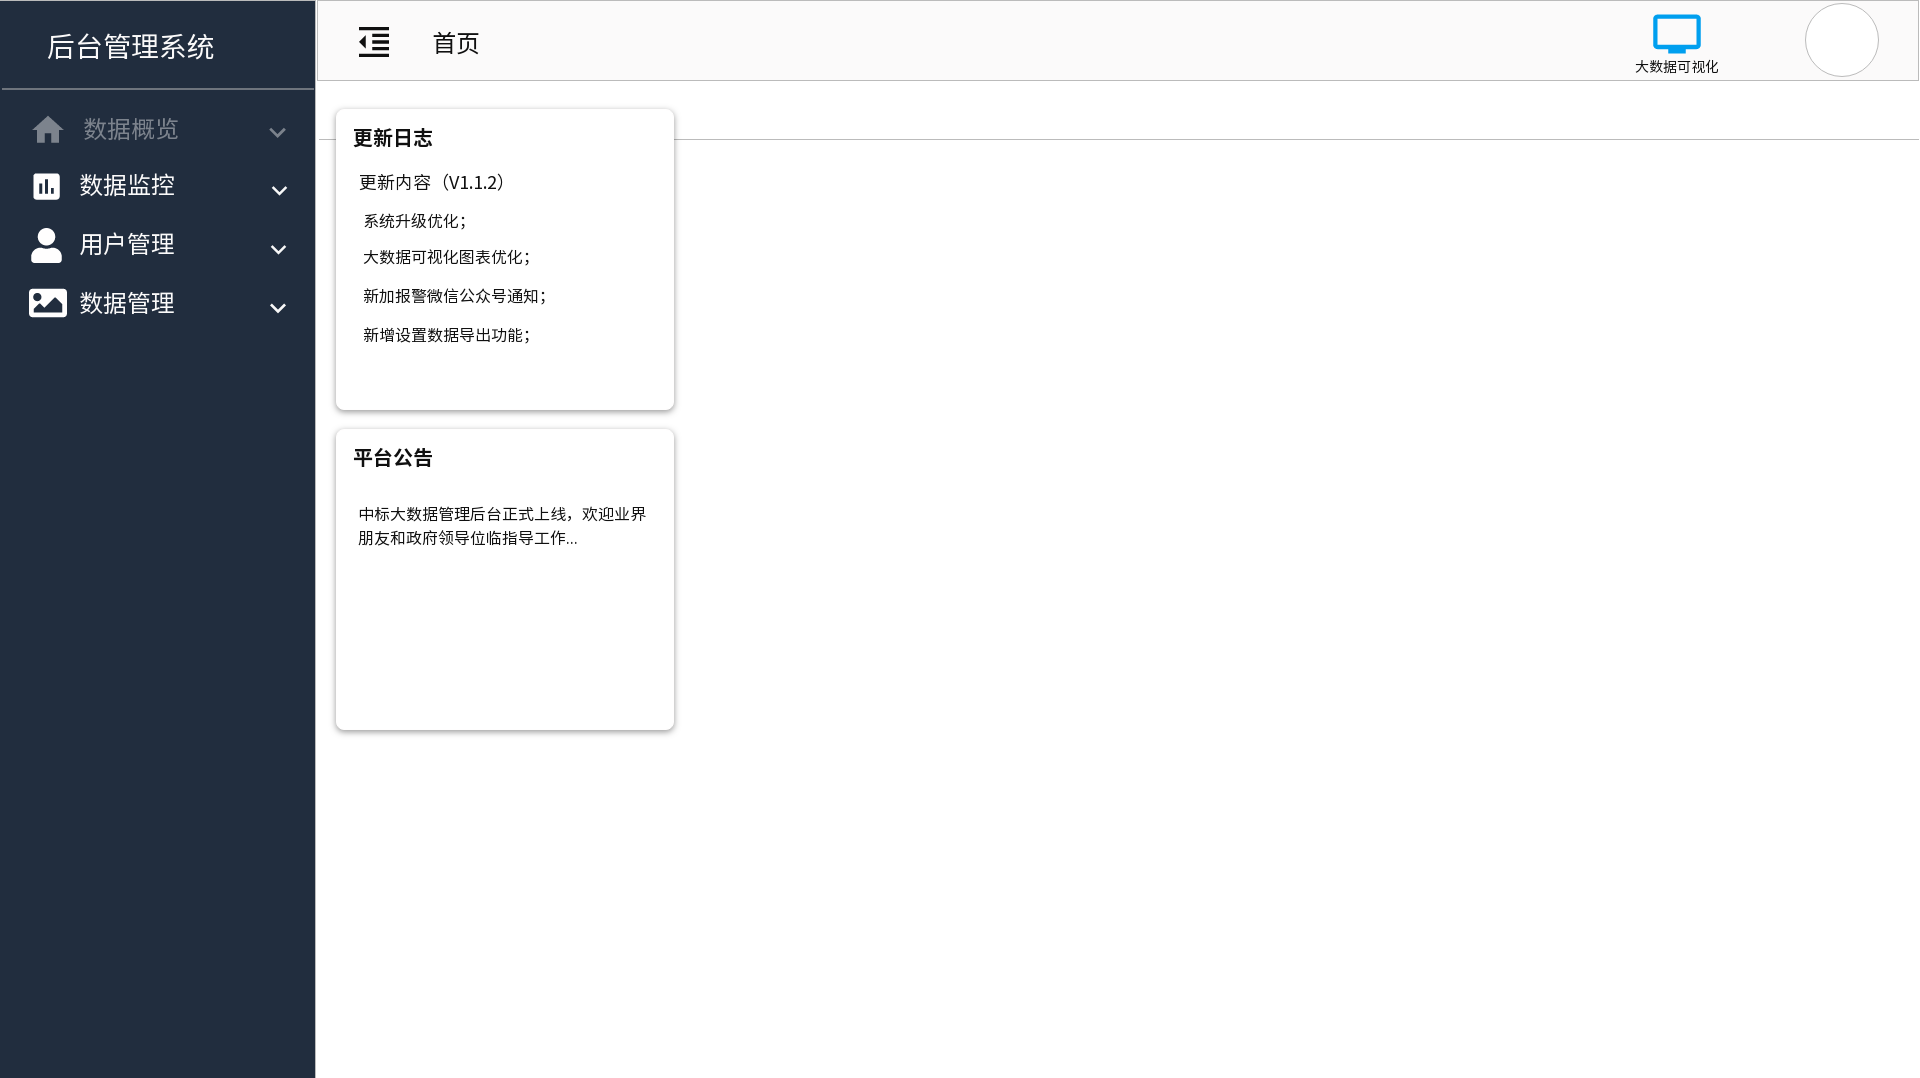 后台管理系统
首页
大数据可视化
数据概览
数据监控
用户管理
数据管理
更新日志
更新内容（V1.1.2）
系统升级优化；
大数据可视化图表优化；
新加报警微信公众号通知；
新增设置数据导出功能；
平台公告
中标大数据管理后台正式上线，欢迎业界
朋友和政府领导位临指导工作...